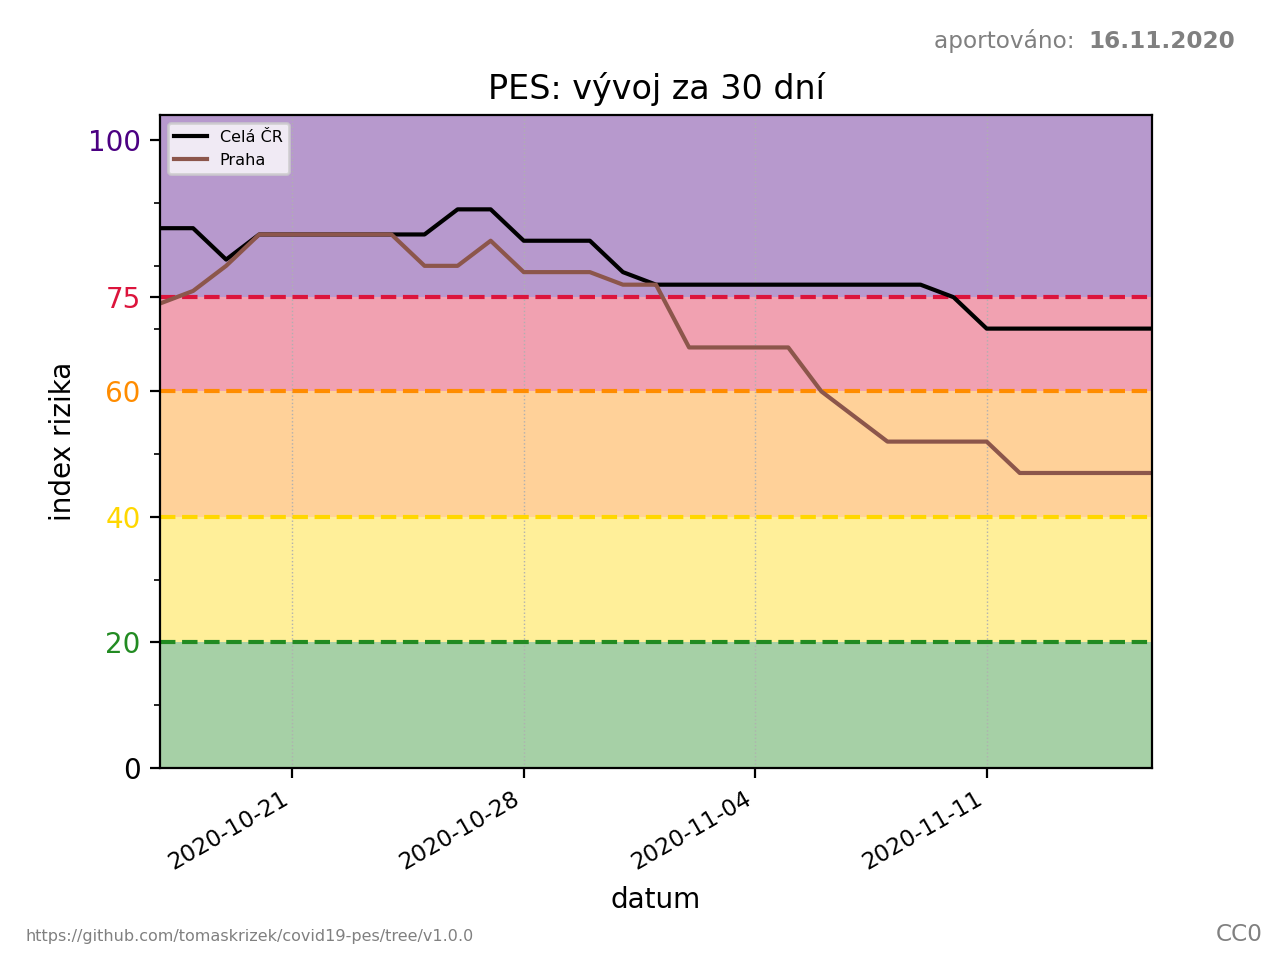 aportováno: 16.11.2020
PES: vývoj za 30 dní
Celá ČR
Praha
100
75
60
40
20
0
index rizika
2020-10-21
2020-10-28
2020-11-04
2020-11-11
datum
https://github.com/tomaskrizek/covid19-pes/tree/v1.0.0
CC0